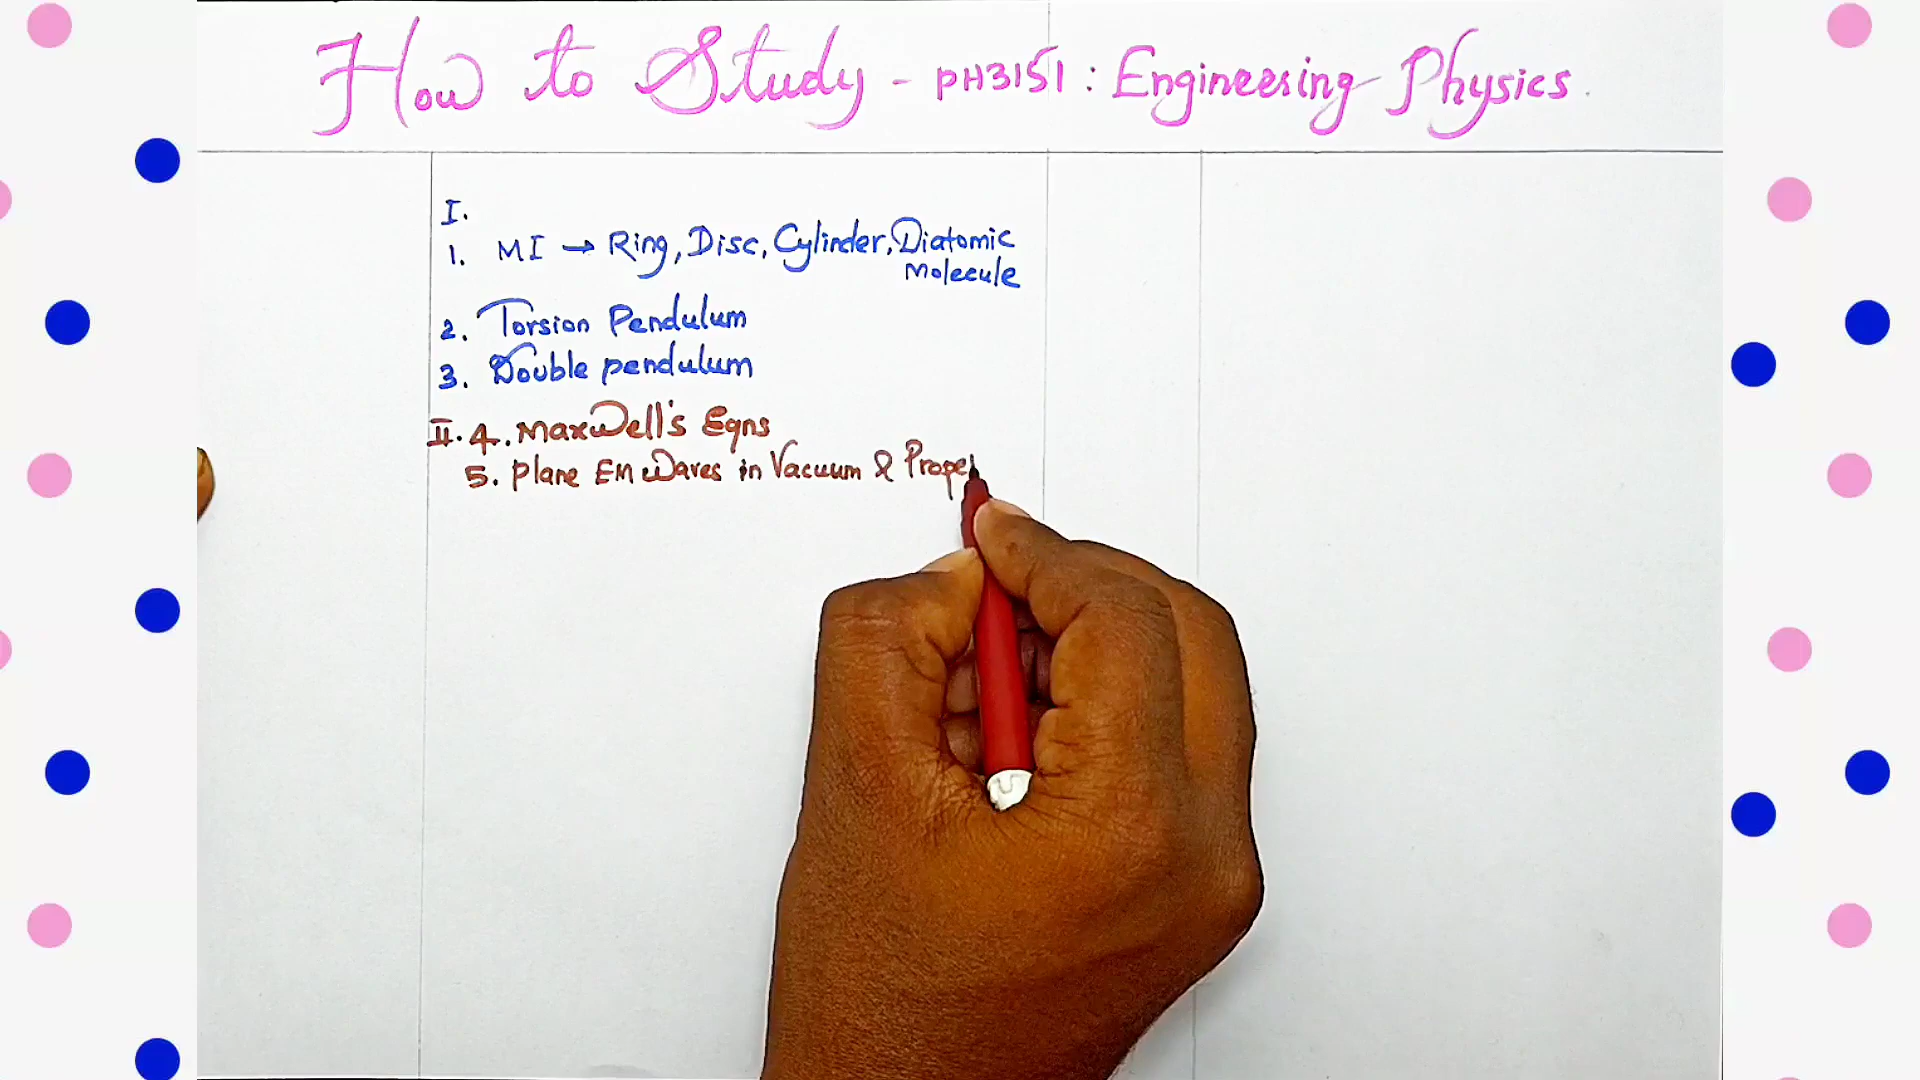 How to Study - PH3151 : Engineering Physics.
I.
1. MI → Ring, Disc, Cylinder, Diatomic
Molecule
2. Torsion Pendulum
3. Double pendulum
II. 4. Maxwell's Eqns
5. Plane EM Waves in Vacuum & Prope